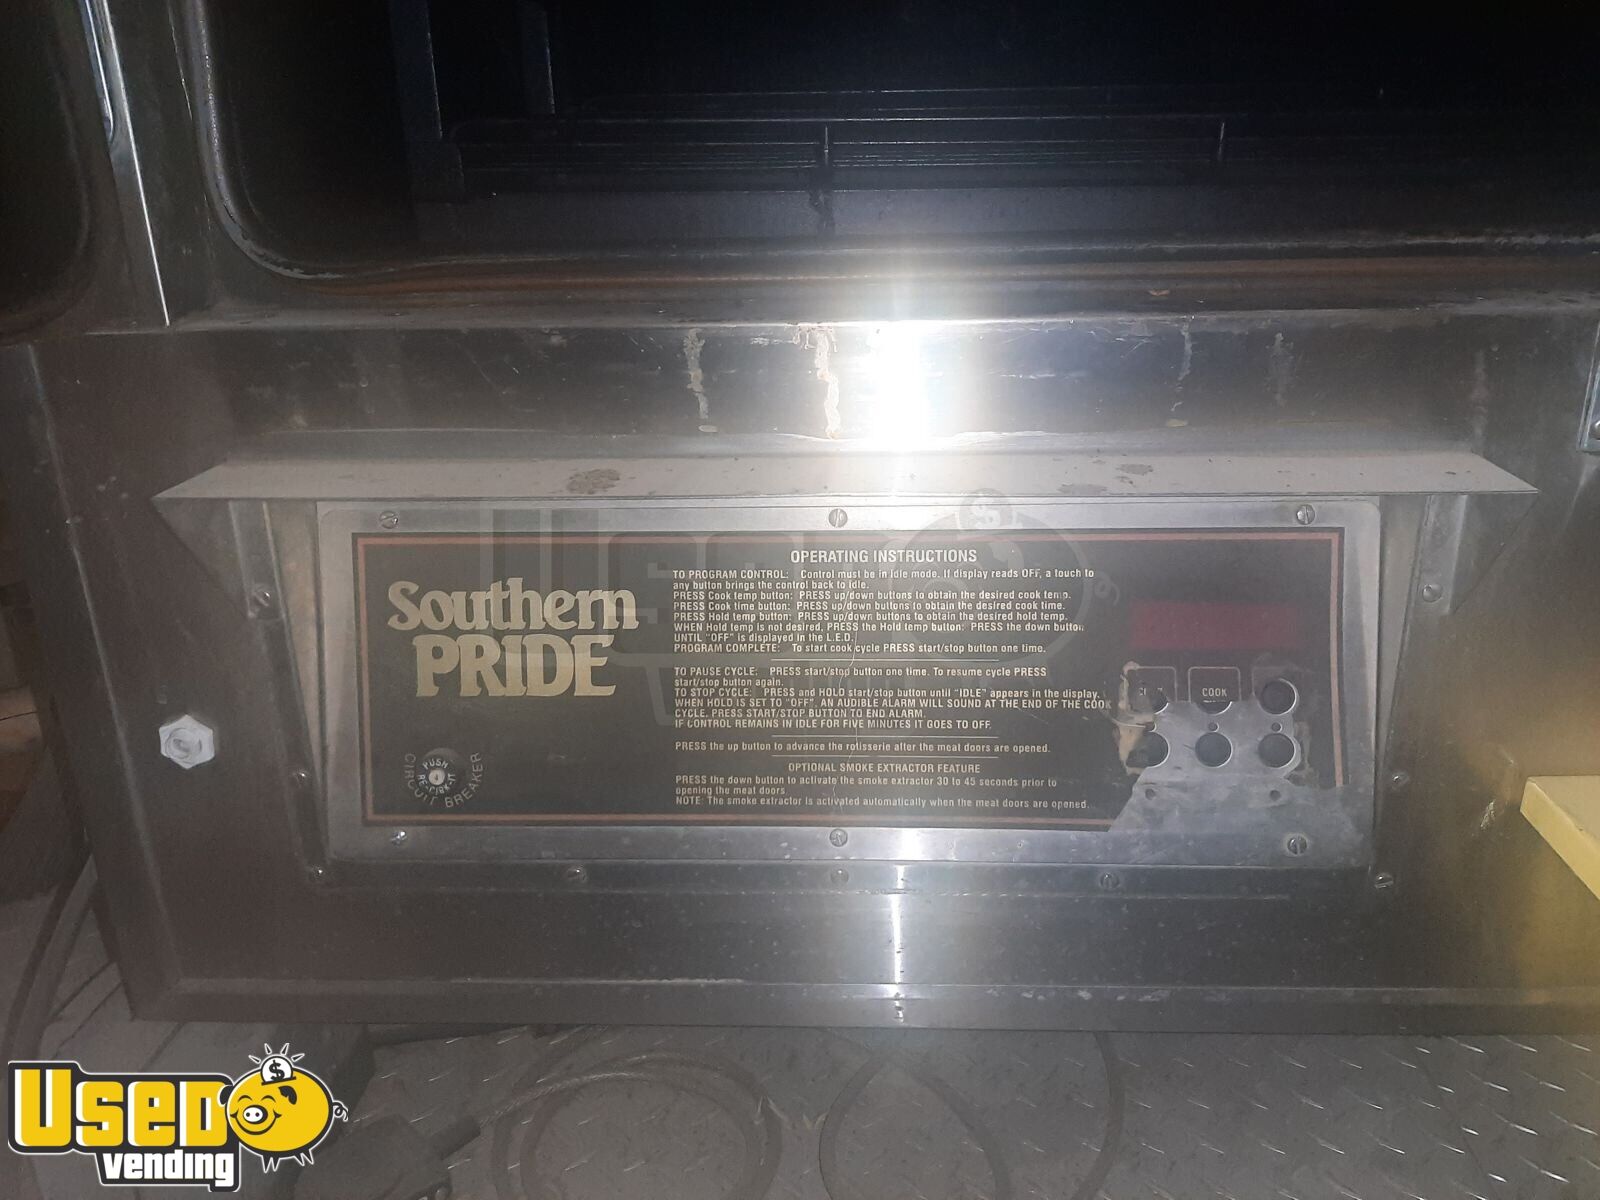 Southern
PRIDE
OPERATING INSTRUCTIONS
TO PROGRAM CONTROL: Control must be in idle mode. If display reads OFF, a touch to
any button brings the control back to idle.
PRESS Cook temp button: PRESS up/down buttons to obtain the desired cook temp.
PRESS Cook time button: PRESS up/down buttons to obtain the desired cook time.
PRESS Hold temp button: PRESS up/down buttons to obtain the desired hold temp.
WHEN Hold temp is not desired, PRESS the Hold temp button: PRESS the down button
UNTIL "OFF" is displayed in the L.E.D.
PROGRAM COMPLETE: To start cook cycle PRESS start/stop button one time.
TO PAUSE CYCLE: PRESS start/stop button one time. To resume cycle PRESS
start/stop button again.
TO STOP CYCLE: PRESS and HOLD start/stop button until "IDLE" appears in the display.
WHEN HOLD IS SET TO "OFF", AN AUDIBLE ALARM WILL SOUND AT THE END OF THE COOK
CYCLE. PRESS START/STOP BUTTON TO END ALARM.
IF CONTROL REMAINS IN IDLE FOR FIVE MINUTES IT GOES TO OFF.
PRESS the up button to advance the rotisserie after the meat doors are opened.
OPTIONAL SMOKE EXTRACTOR FEATURE
PRESS the down button to activate the smoke extractor 30 to 45 seconds prior to
opening the meat doors.
NOTE: The smoke extractor is activated automatically when the meat doors are opened.
COOK
PUSH
CIRCUIT BREAKER
USED
vending